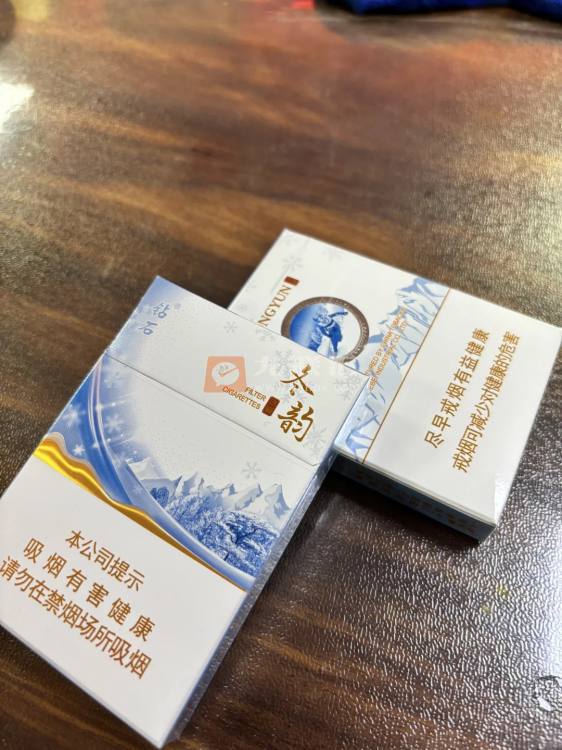 钻石
冬韵
FILTER
CIGARETTES
本公司提示
吸烟有害健康
请勿在禁烟场所吸烟
NGYUN
尽早戒烟有益健康
戒烟可减少对健康的危害